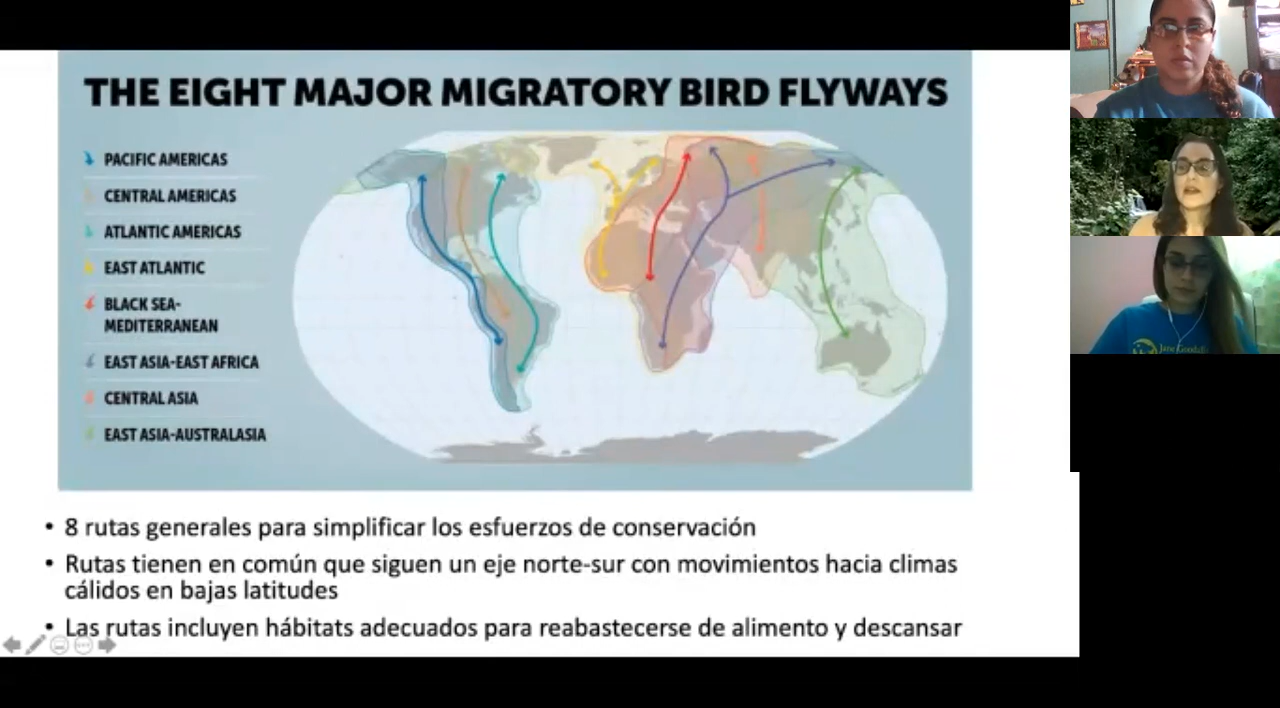 THE EIGHT MAJOR MIGRATORY BIRD FLYWAYS
PACIFIC AMERICAS
CENTRAL AMERICAS
ATLANTIC AMERICAS
EAST ATLANTIC
BLACK SEA-
MEDITERRANEAN
EAST ASIA-EAST AFRICA
CENTRAL ASIA
EAST ASIA-AUSTRALASIA
• 8 rutas generales para simplificar los esfuerzos de conservación
• Rutas tienen en común que siguen un eje norte-sur con movimientos hacia climas
cálidos en bajas latitudes
• Las rutas incluyen hábitats adecuados para reabastecerse de alimento y descansar
Jane